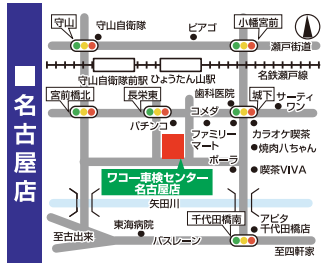 ■名古屋店
守山
守山自衛隊
ピアゴ
小幡宮前
瀬戸街道
守山自衛隊前駅
ひょうたん山駅
名鉄瀬戸線
宮前橋北
長栄東
歯科医院
城下
サーティ
ワン
パチンコ
コメダ
ファミリー
マート
カラオケ喫茶
焼肉八ちゃん
ワコー車検センター
名古屋店
ポーラ
喫茶VIVA
矢田川
千代田橋南
アピタ
千代田橋店
東海病院
至古出来
バスレーン
至四軒家